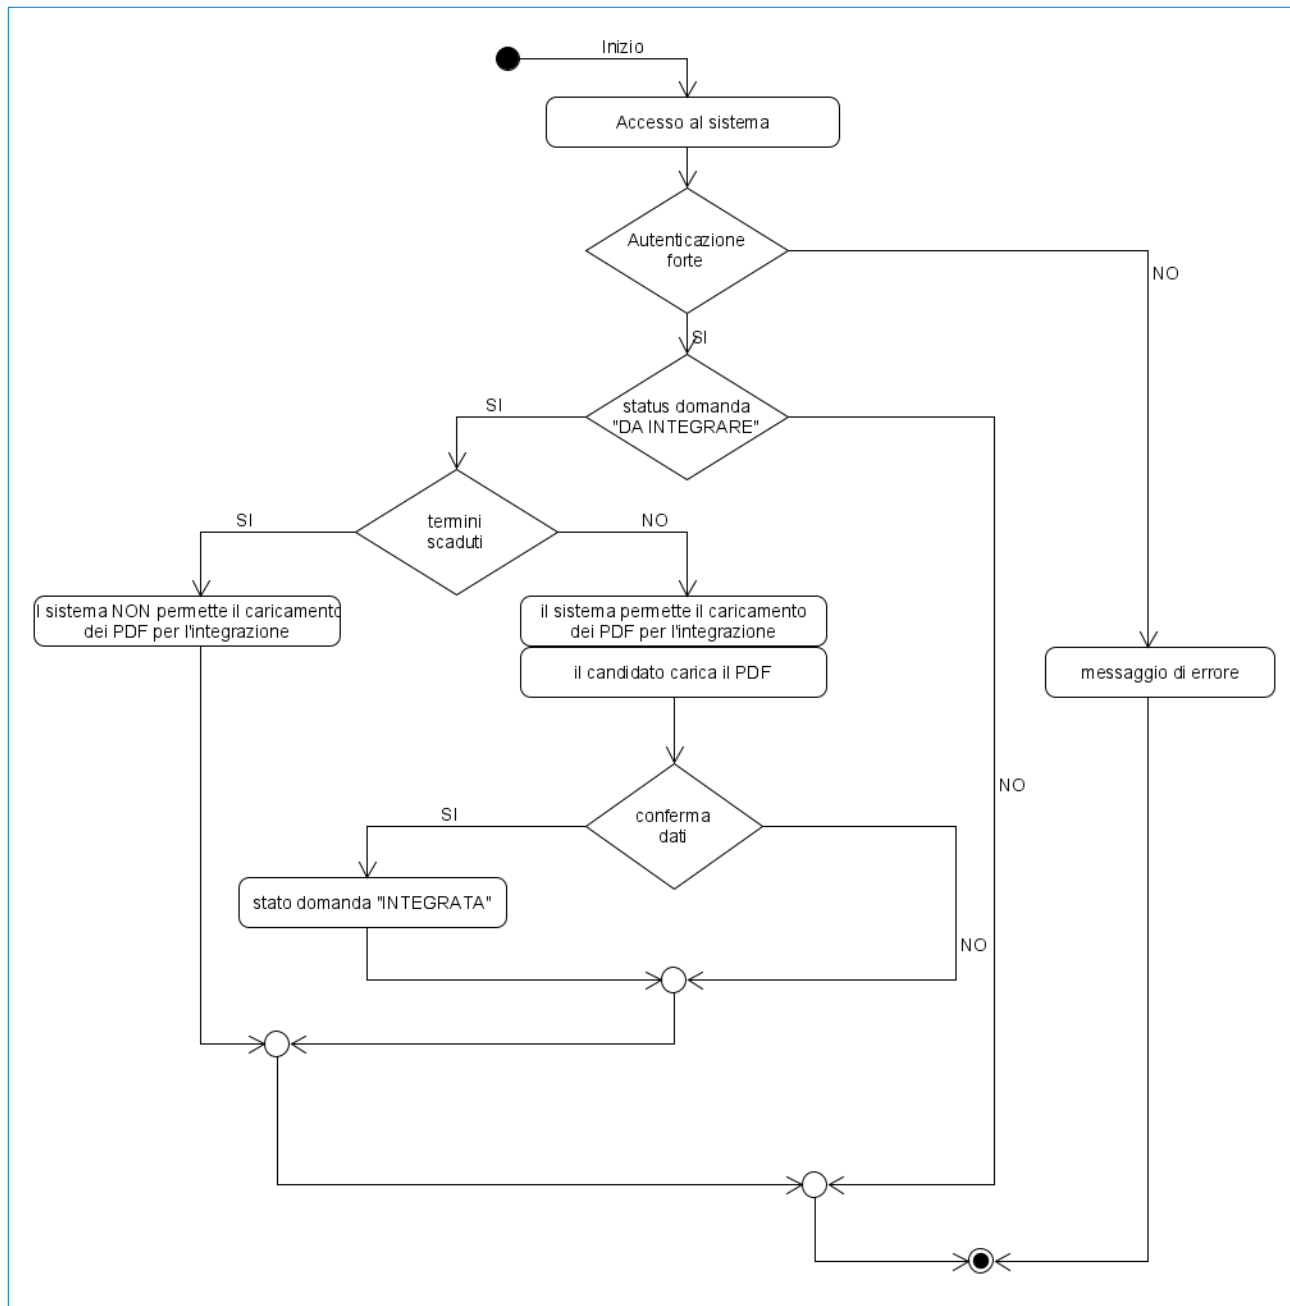 Inizio
Accesso al sistema
Autenticazione
forte
NO
SI
status domanda
"DA INTEGRARE"
SI
termini
scaduti
SI
NO
l sistema NON permette il caricamento
dei PDF per l'integrazione
il sistema permette il caricamento
dei PDF per l'integrazione
il candidato carica il PDF
messaggio di errore
NO
conferma
dati
SI
stato domanda "INTEGRATA"
NO